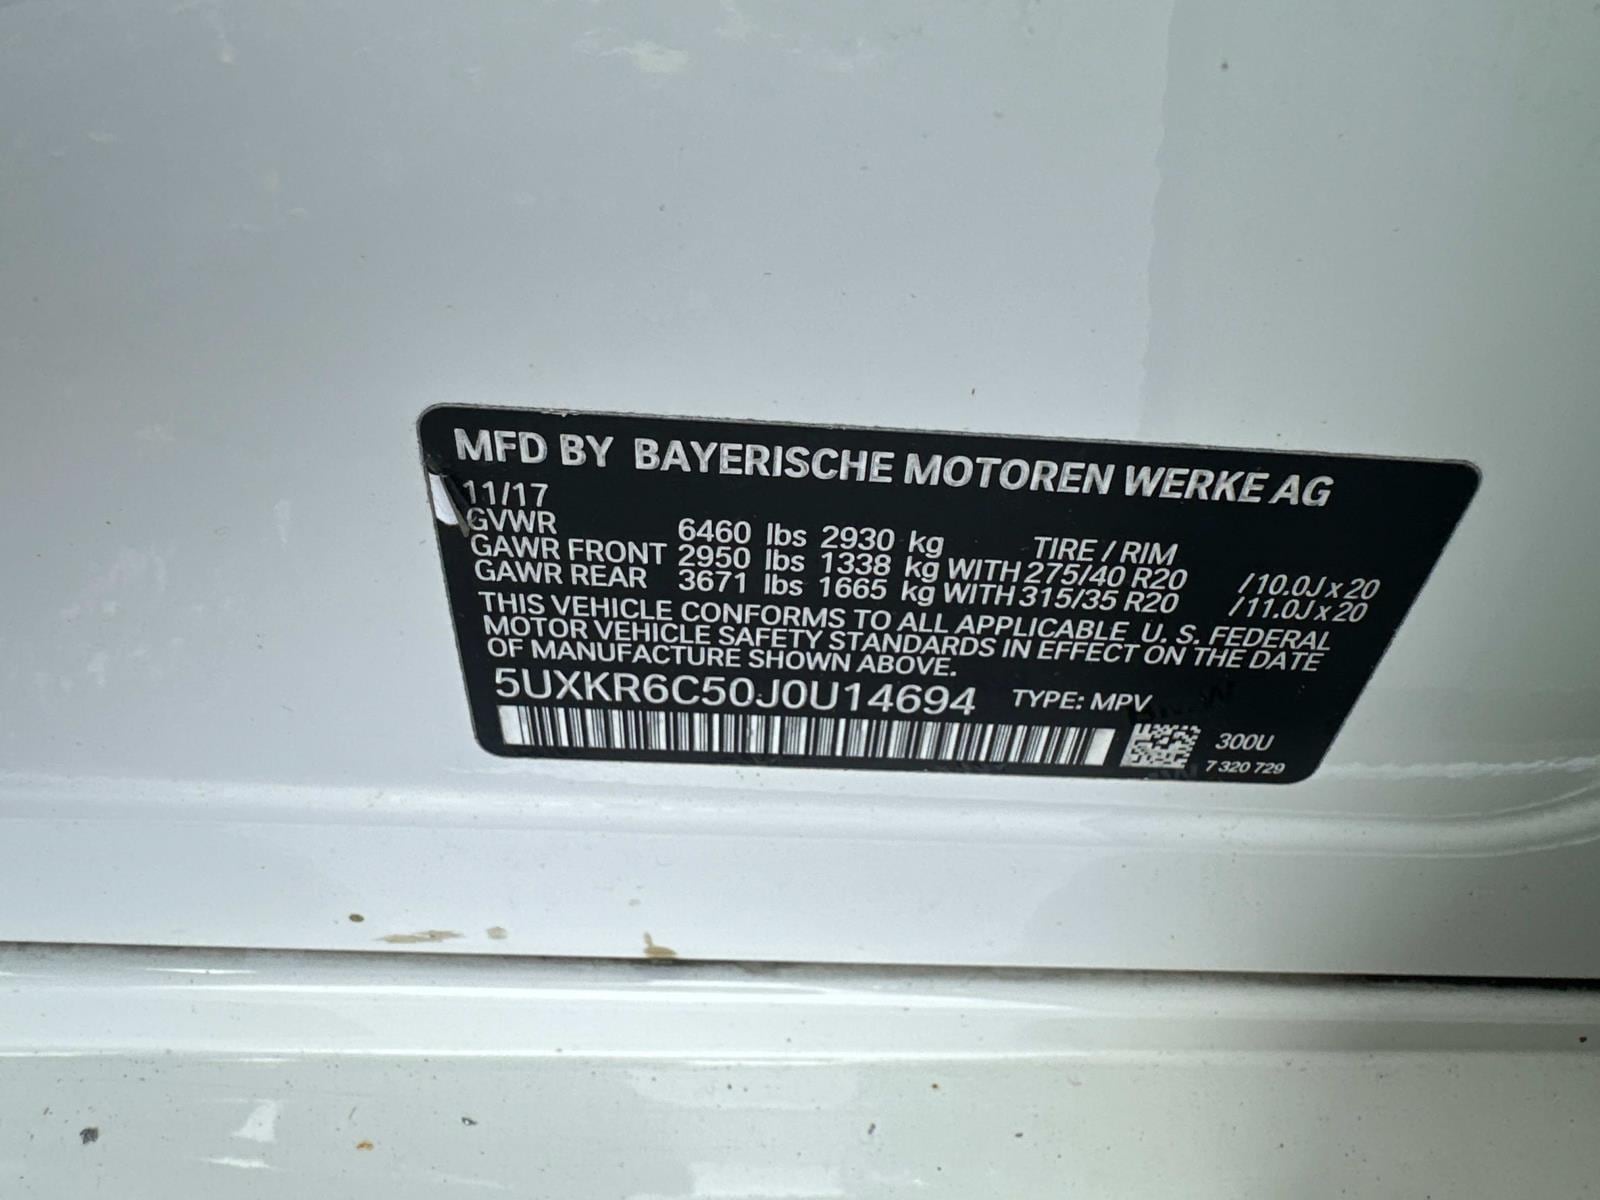 MFD BY BAYERISCHE MOTOREN WERKE AG
11/17
GVWR 6460 lbs 2930 kg TIRE / RIM
GAWR FRONT 2950 lbs 1338 kg WITH 275/40 R20 / 10.0J x 20
GAWR REAR 3671 lbs 1665 kg WITH 315/35 R20 / 11.0J x 20
THIS VEHICLE CONFORMS TO ALL APPLICABLE U. S. FEDERAL
MOTOR VEHICLE SAFETY STANDARDS IN EFFECT ON THE DATE
OF MANUFACTURE SHOWN ABOVE.
5UXKR6C50J0U14694 TYPE: MPV
300U
7 320 729